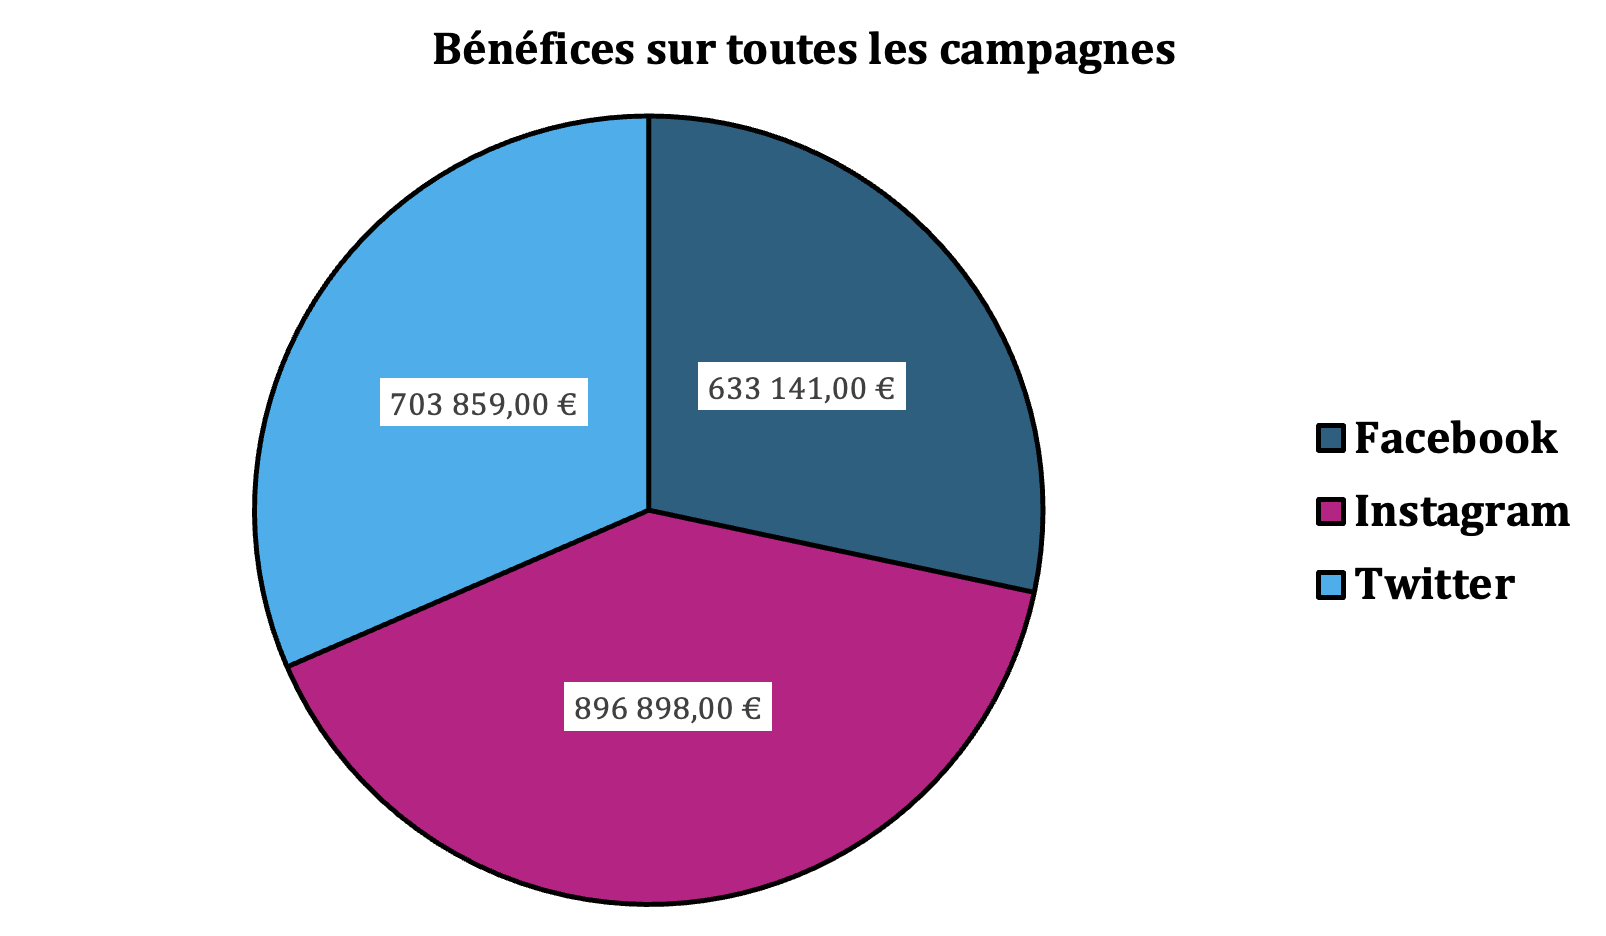 Bénéfices sur toutes les campagnes
633 141,00 €
703 859,00 €
896 898,00 €
Facebook
Instagram
Twitter